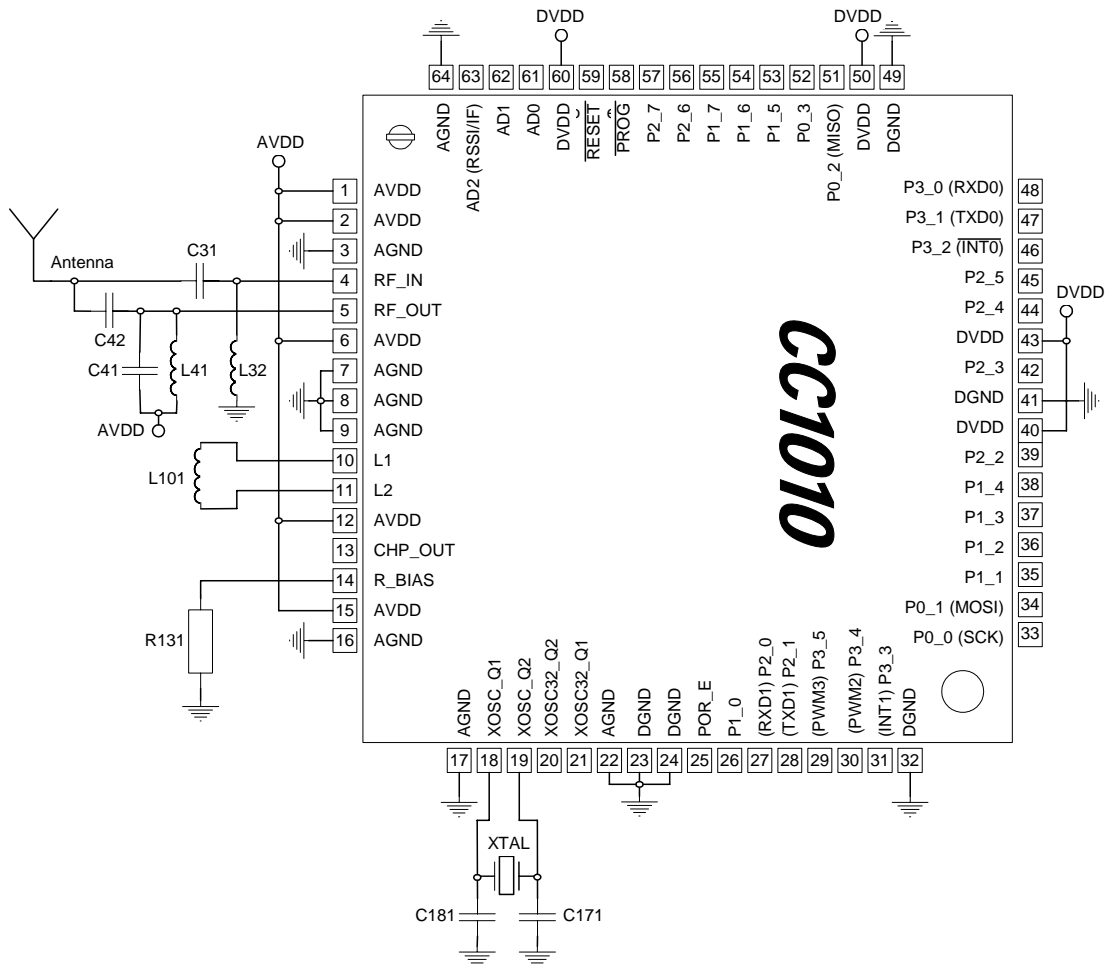 DVDD
DVDD
64 63 62 61 60 59 58 57 56 55 54 53 52 51 50 49
AGND
AD2 (RSSI/IF)
AD1
AD0
DVDD
RESET
PROG
P2_7
P2_6
P1_7
P1_6
P1_5
P0_3
P0_2 (MISO)
DVDD
DGND
AVDD
1 AVDD
2 AVDD
3 AGND
4 RF_IN
5 RF_OUT
6 AVDD
7 AGND
8 AGND
9 AGND
10 L1
11 L2
12 AVDD
13 CHP_OUT
14 R_BIAS
15 AVDD
16 AGND
Antenna
C31
C42
C41
L41
L32
AVDD
L101
R131
CC1010
P3_0 (RXD0) 48
P3_1 (TXD0) 47
P3_2 (INT0) 46
P2_5 45
P2_4 44
DVDD
DVDD 43
P2_3 42
DGND 41
DVDD 40
P2_2 39
P1_4 38
P1_3 37
P1_2 36
P1_1 35
P0_1 (MOSI) 34
P0_0 (SCK) 33
AGND
XOSC_Q1
XOSC_Q2
XOSC32_Q2
XOSC32_Q1
AGND
DGND
DGND
POR_E
P1_0
(RXD1) P2_0
(TXD1) P2_1
(PWM3) P3_5
(PWM2) P3_4
(INT1) P3_3
DGND
17 18 19 20 21 22 23 24 25 26 27 28 29 30 31 32
XTAL
C181
C171